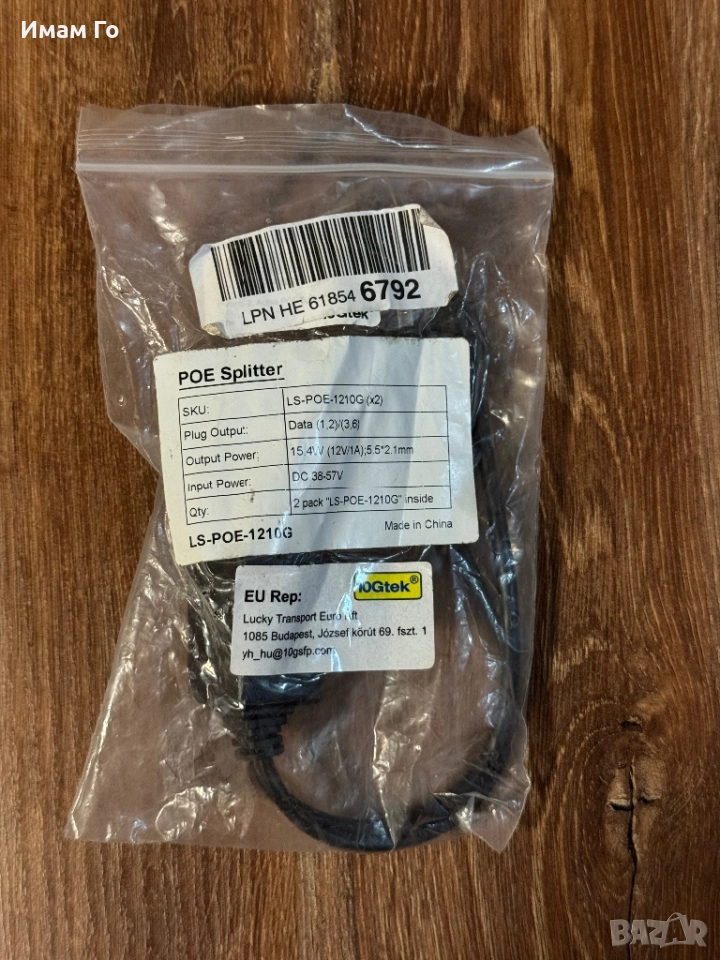 Имам Го
LPN HE 61854 6792
10Gtek
POE Splitter
SKU: LS-POE-1210G (x2)
Plug Output: Data (1,2)/(3,6)
Output Power: 15,4W (12V/1A);5.5*2.1mm
Input Power: DC 38-57V
Qty: 2 pack "LS-POE-1210G" inside
LS-POE-1210G Made in China
EU Rep: 10Gtek®
Lucky Transport Euro Kft
1085 Budapest, József körút 69. fszt. 1
yh_hu@10gsfp.com
BAZAR